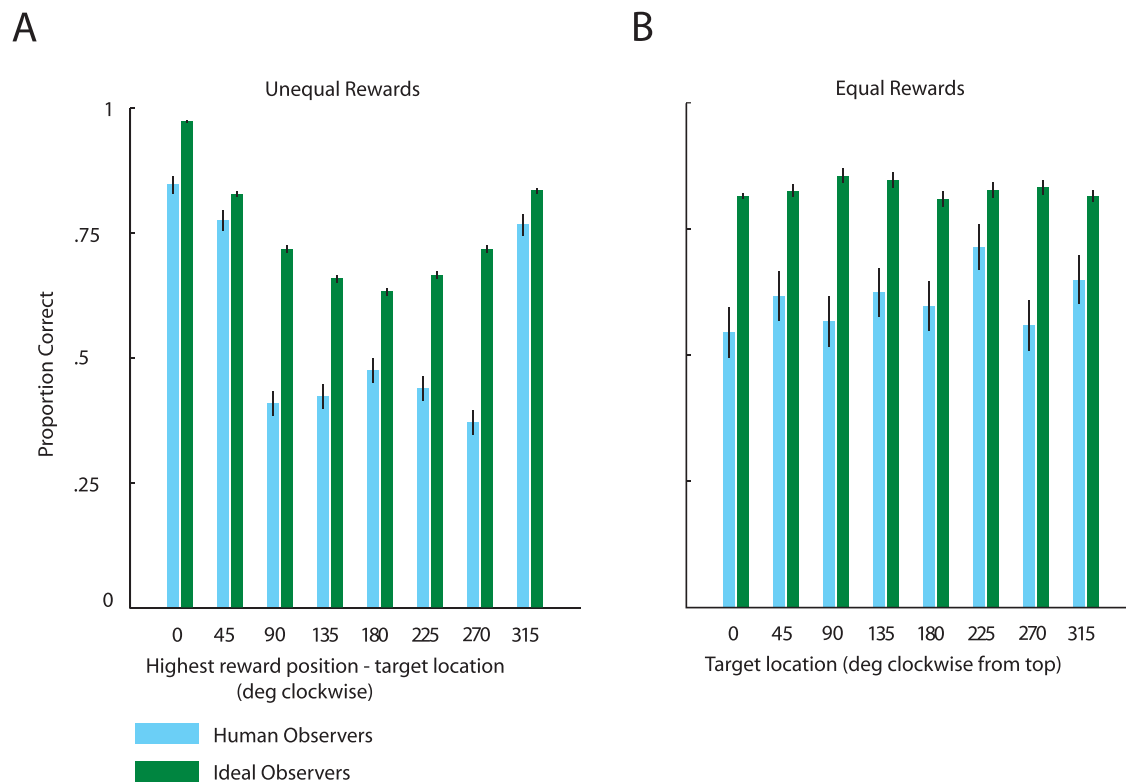 A
B
Unequal Rewards
Equal Rewards
1
.75
.5
.25
0
Proportion Correct
0 45 90 135 180 225 270 315
Highest reward position - target location
(deg clockwise)
0 45 90 135 180 225 270 315
Target location (deg clockwise from top)
Human Observers
Ideal Observers